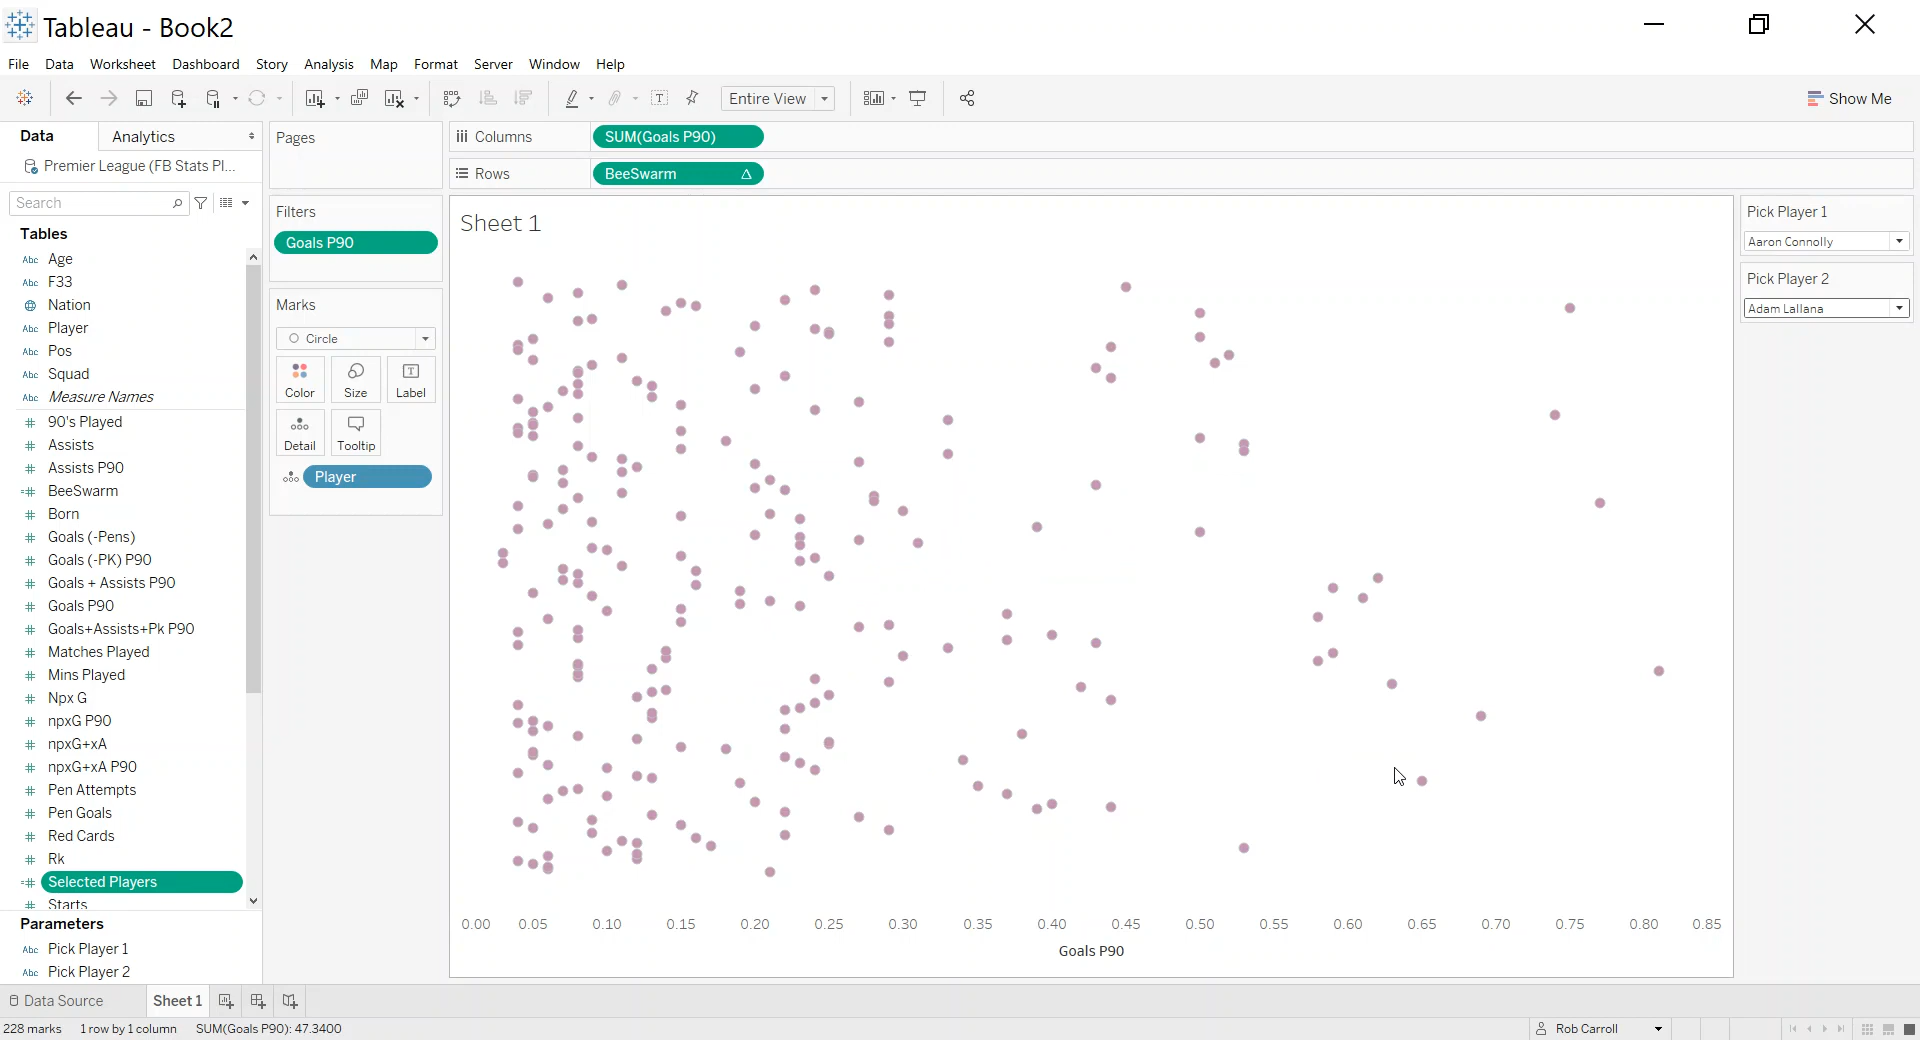 Tableau - Book2
File Data Worksheet Dashboard Story Analysis Map Format Server Window Help
Entire View
Show Me
Data Analytics
Premier League (FB Stats Pl...
Search
Tables
Abc Age
Abc F33
Nation
Abc Player
Abc Pos
Abc Squad
Abc Measure Names
90's Played
Assists
Assists P90
BeeSwarm
Born
Goals (-Pens)
Goals (-PK) P90
Goals + Assists P90
Goals P90
Goals+Assists+Pk P90
Matches Played
Mins Played
Npx G
npxG P90
npxG+xA
npxG+xA P90
Pen Attempts
Pen Goals
Red Cards
Rk
Selected Players
Starts
Parameters
Abc Pick Player 1
Abc Pick Player 2
Pages
Filters
Goals P90
Marks
Circle
Color Size Label
Detail Tooltip
Player
Columns SUM(Goals P90)
Rows BeeSwarm
Sheet 1
0.00 0.05 0.10 0.15 0.20 0.25 0.30 0.35 0.40 0.45 0.50 0.55 0.60 0.65 0.70 0.75 0.80 0.85
Goals P90
Pick Player 1
Aaron Connolly
Pick Player 2
Adam Lallana
Data Source Sheet 1
228 marks 1 row by 1 column SUM(Goals P90): 47.3400
Rob Carroll